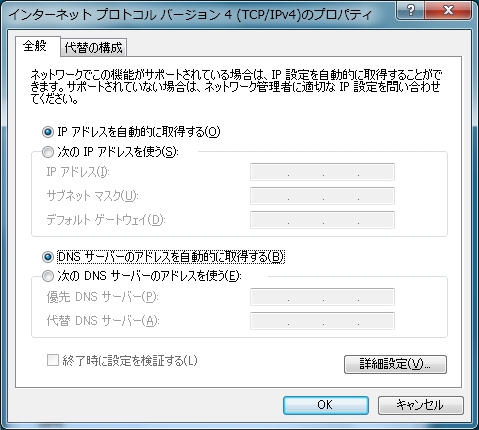 インターネット プロトコル バージョン 4 (TCP/IPv4)のプロパティ
全般
代替の構成
ネットワークでこの機能がサポートされている場合は、IP 設定を自動的に取得することがで
きます。サポートされていない場合は、ネットワーク管理者に適切な IP 設定を問い合わせ
てください。
IP アドレスを自動的に取得する(O)
次の IP アドレスを使う(S):
IP アドレス(I):
サブネット マスク(U):
デフォルト ゲートウェイ(D):
DNS サーバーのアドレスを自動的に取得する(B)
次の DNS サーバーのアドレスを使う(E):
優先 DNS サーバー(P):
代替 DNS サーバー(A):
終了時に設定を検証する(L)
詳細設定(V)...
OK
キャンセル